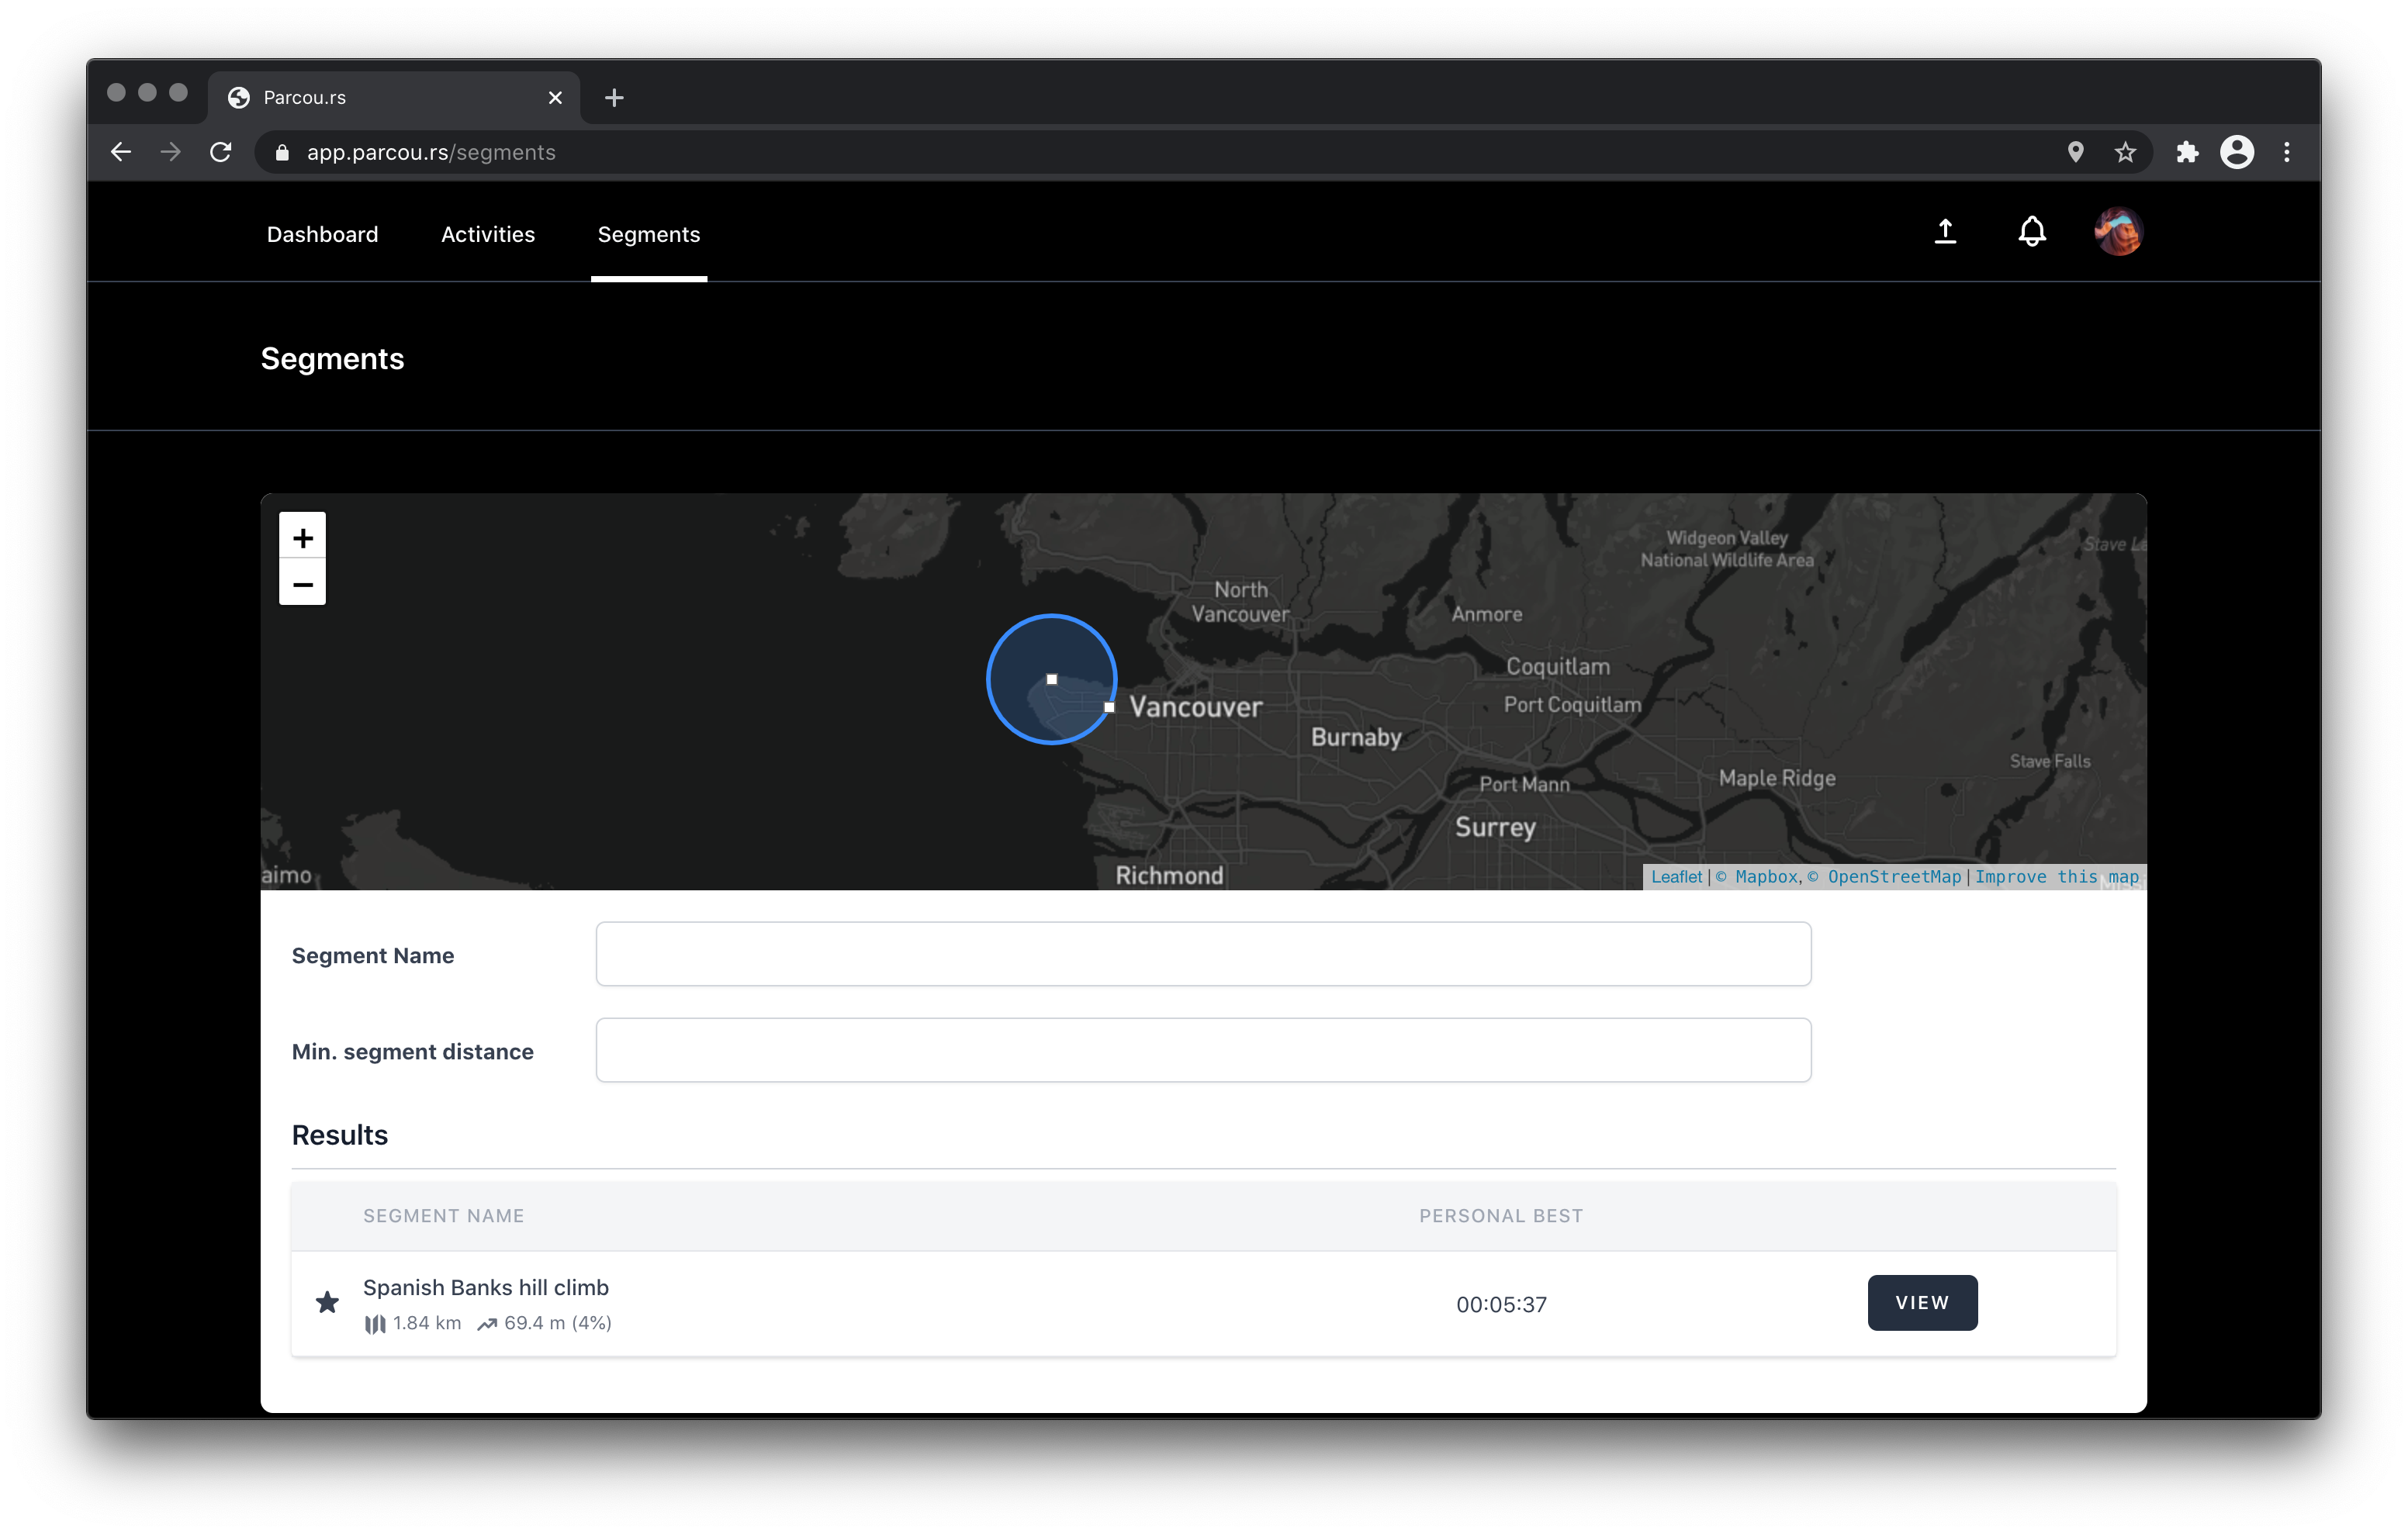 Parcou.rs
app.parcou.rs/segments
Dashboard Activities Segments
Segments
+
−
Widgeon Valley
National Wildlife Area
North
Vancouver
Anmore
Coquitlam
Port Coquitlam
Vancouver
Burnaby
Stave Falls
Maple Ridge
Port Mann
Surrey
aimo
Richmond
Leaflet | © Mapbox, © OpenStreetMap | Improve this map
Segment Name
Min. segment distance
Results
SEGMENT NAME PERSONAL BEST
Spanish Banks hill climb
1.84 km 69.4 m (4%)
00:05:37
VIEW